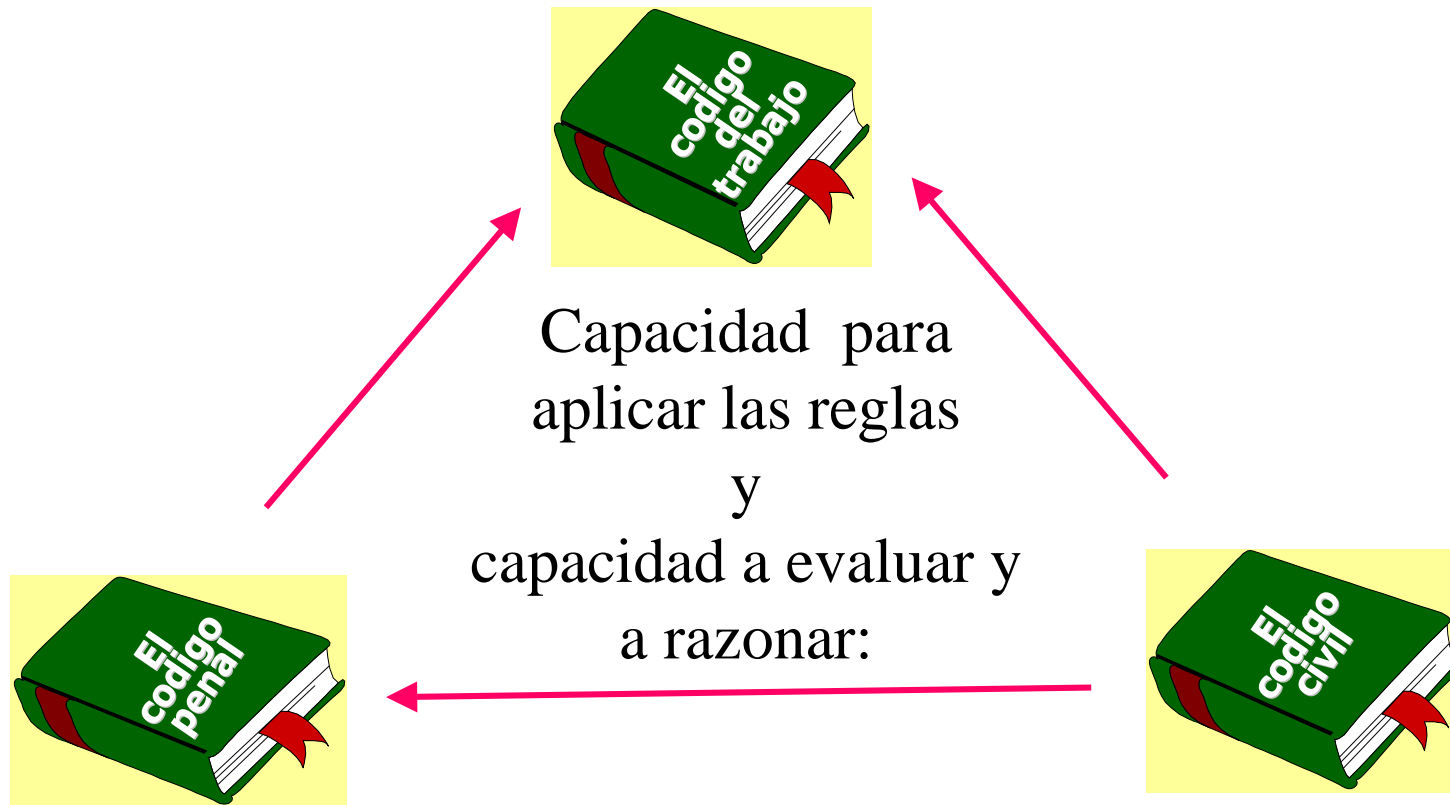 El
codigo
del
trabajo
Capacidad para
aplicar las reglas
y
capacidad a evaluar y
a razonar:
El
codigo
penal
El
codigo
civil